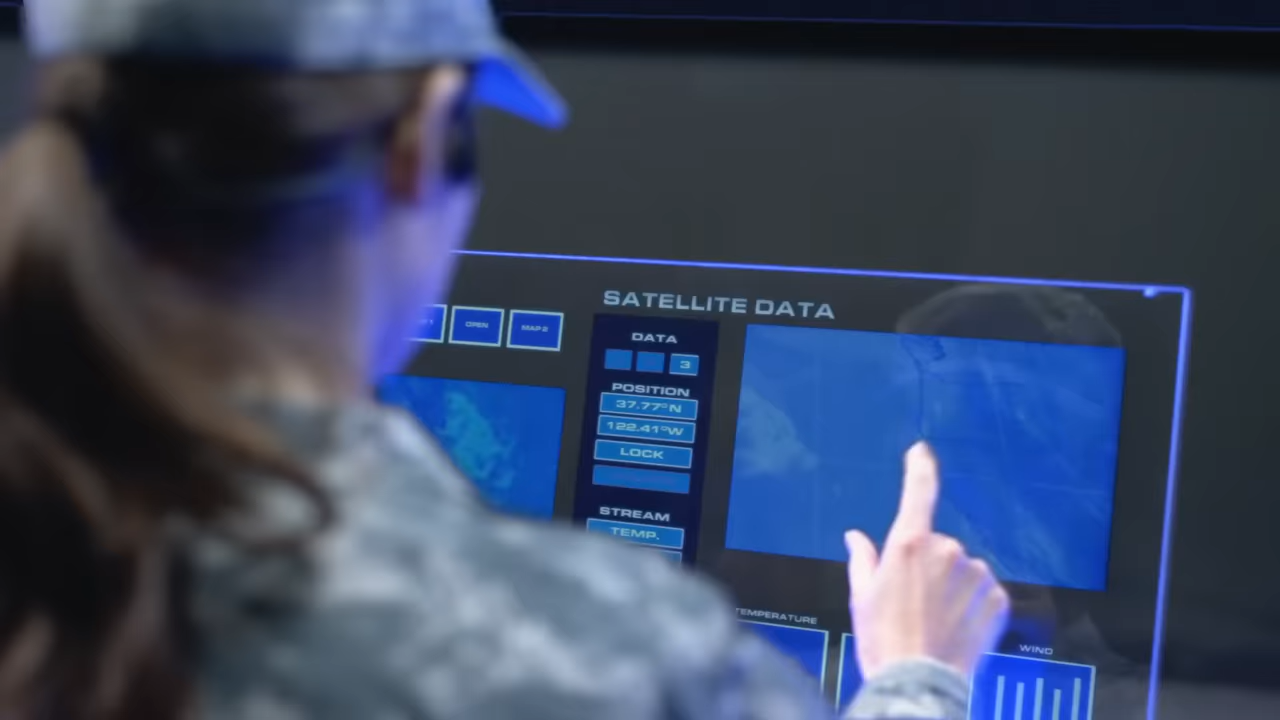 SATELLITE DATA
OPEN
MAP 2
DATA
3
POSITION
37.77°N
122.41°W
LOCK
STREAM
TEMP.
TEMPERATURE
WIND